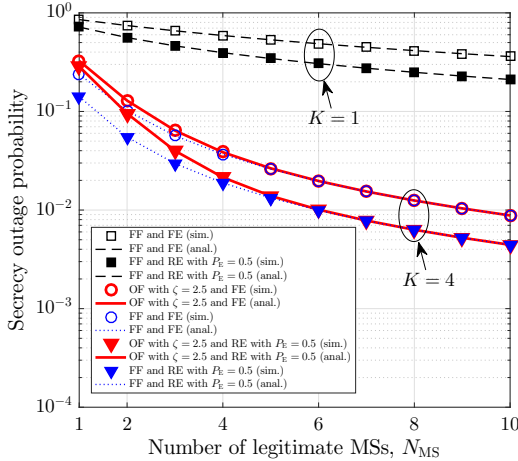 10^0
10^{-1}
10^{-2}
10^{-3}
10^{-4}
Secrecy outage probability
K = 1
K = 4
FF and FE (sim.)
FF and FE (anal.)
FF and RE with P_E = 0.5 (sim.)
FF and RE with P_E = 0.5 (anal.)
OF with ζ = 2.5 and FE (sim.)
OF with ζ = 2.5 and FE (anal.)
FF and FE (sim.)
FF and FE (anal.)
OF with ζ = 2.5 and RE with P_E = 0.5 (sim.)
OF with ζ = 2.5 and RE with P_E = 0.5 (anal.)
FF and RE with P_E = 0.5 (sim.)
FF and RE with P_E = 0.5 (anal.)
1 2 4 6 8 10
Number of legitimate MSs, N_MS